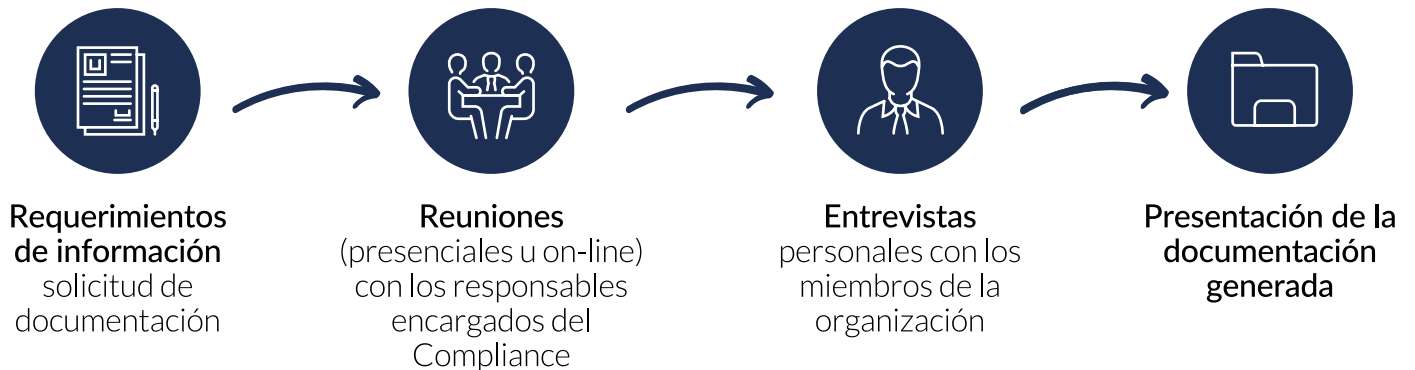 Requerimientos
de información
solicitud de
documentación
Reuniones
(presenciales u on-line)
con los responsables
encargados del
Compliance
Entrevistas
personales con los
miembros de la
organización
Presentación de la
documentación
generada